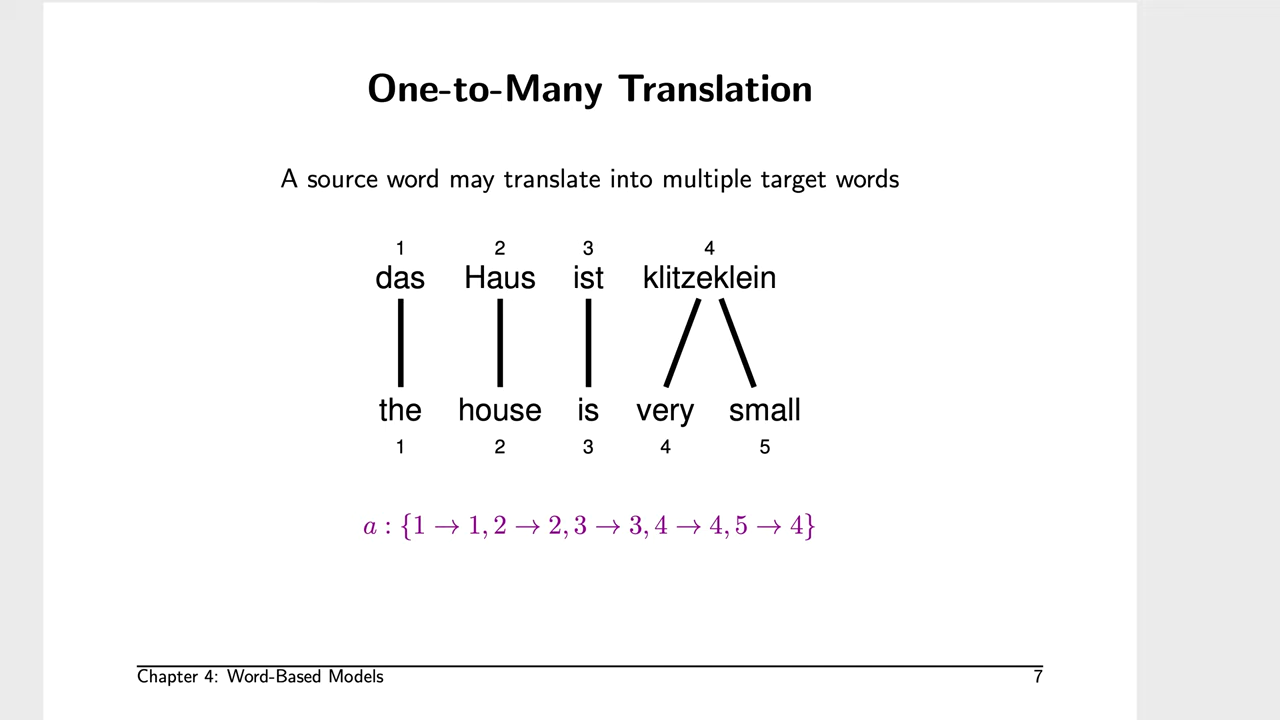 One-to-Many Translation
A source word may translate into multiple target words
1 2 3 4
das Haus ist klitzeklein
the house is very small
1 2 3 4 5
a : {1 → 1, 2 → 2, 3 → 3, 4 → 4, 5 → 4}
Chapter 4: Word-Based Models 7